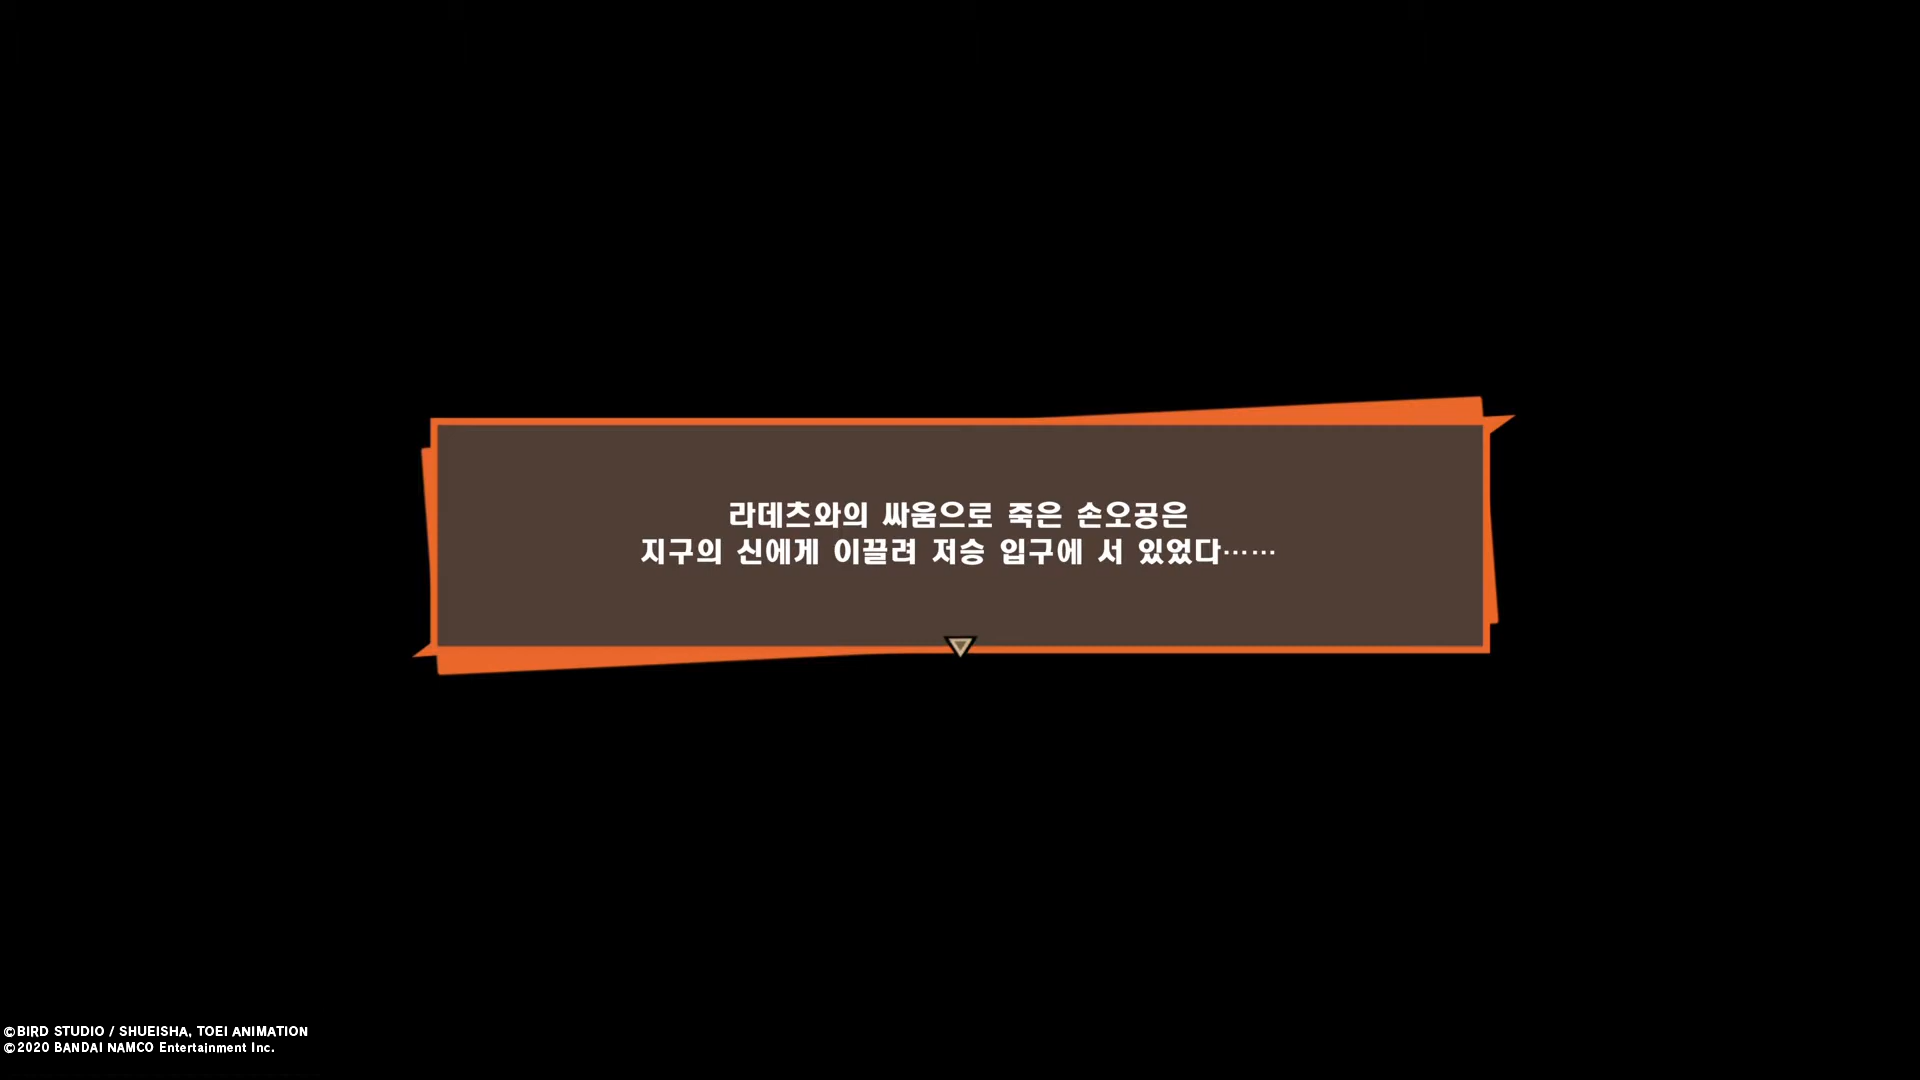 라데츠와의 싸움으로 죽은 손오공은
지구의 신에게 이끌려 저승 입구에 서 있었다……
©BIRD STUDIO / SHUEISHA, TOEI ANIMATION
©2020 BANDAI NAMCO Entertainment Inc.